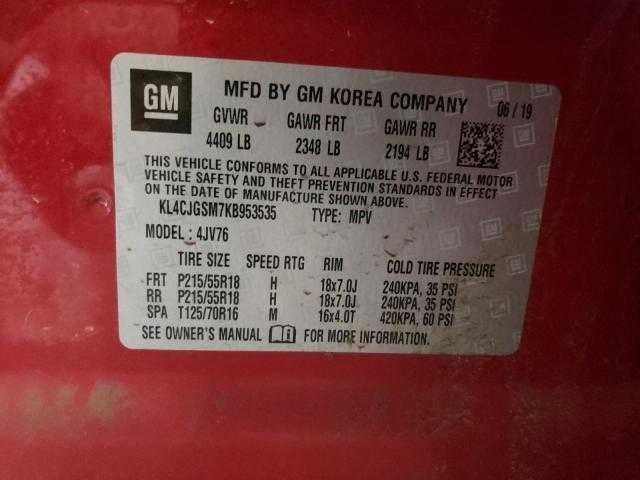 GM
MFD BY GM KOREA COMPANY 06 / 19
GVWR GAWR FRT GAWR RR
4409 LB 2348 LB 2194 LB
THIS VEHICLE CONFORMS TO ALL APPLICABLE U.S. FEDERAL MOTOR
VEHICLE SAFETY AND THEFT PREVENTION STANDARDS IN EFFECT
ON THE DATE OF MANUFACTURE SHOWN ABOVE.
KL4CJGSM7KB953535 TYPE: MPV
MODEL : 4JV76
TIRE SIZE SPEED RTG RIM COLD TIRE PRESSURE
FRT P215/55R18 H 18x7.0J 240KPA, 35 PSI
RR P215/55R18 H 18x7.0J 240KPA, 35 PSI
SPA T125/70R16 M 16x4.0T 420KPA, 60 PSI
SEE OWNER'S MANUAL FOR MORE INFORMATION.